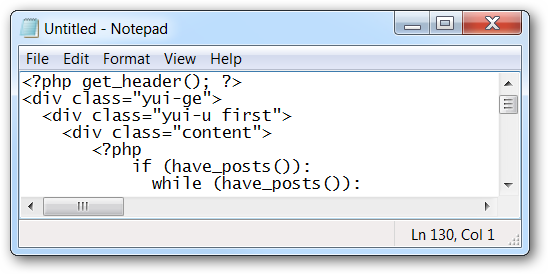 Untitled - Notepad
File Edit Format View Help
<?php get_header(); ?>
<div class="yui-ge">
  <div class="yui-u first">
    <div class="content">
       <?php
           if (have_posts()):
             while (have_posts()):
Ln 130, Col 1